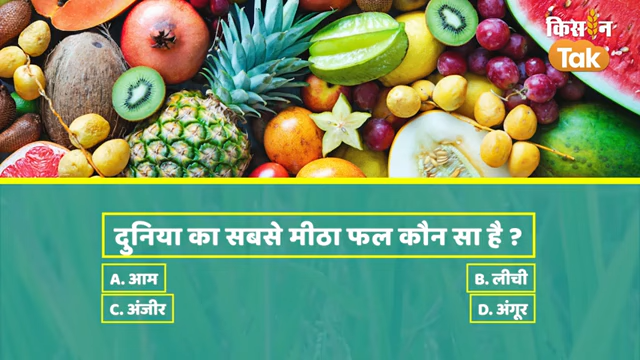 किसान
Tak
दुनिया का सबसे मीठा फल कौन सा है ?
A. आम
B. लीची
C. अंजीर
D. अंगूर